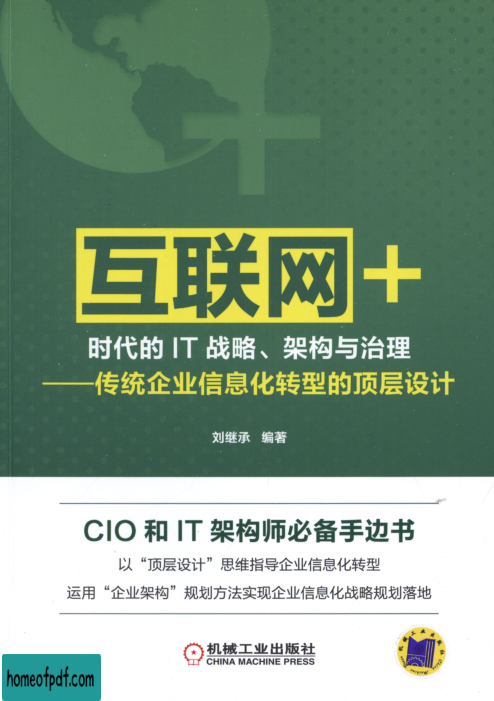 互联网+
时代的 IT 战略、架构与治理
——传统企业信息化转型的顶层设计
刘继承 编著
CIO 和 IT 架构师必备手边书
以“顶层设计”思维指导企业信息化转型
运用“企业架构”规划方法实现企业信息化战略规划落地
机械工业出版社
CHINA MACHINE PRESS
homeofpdf.com